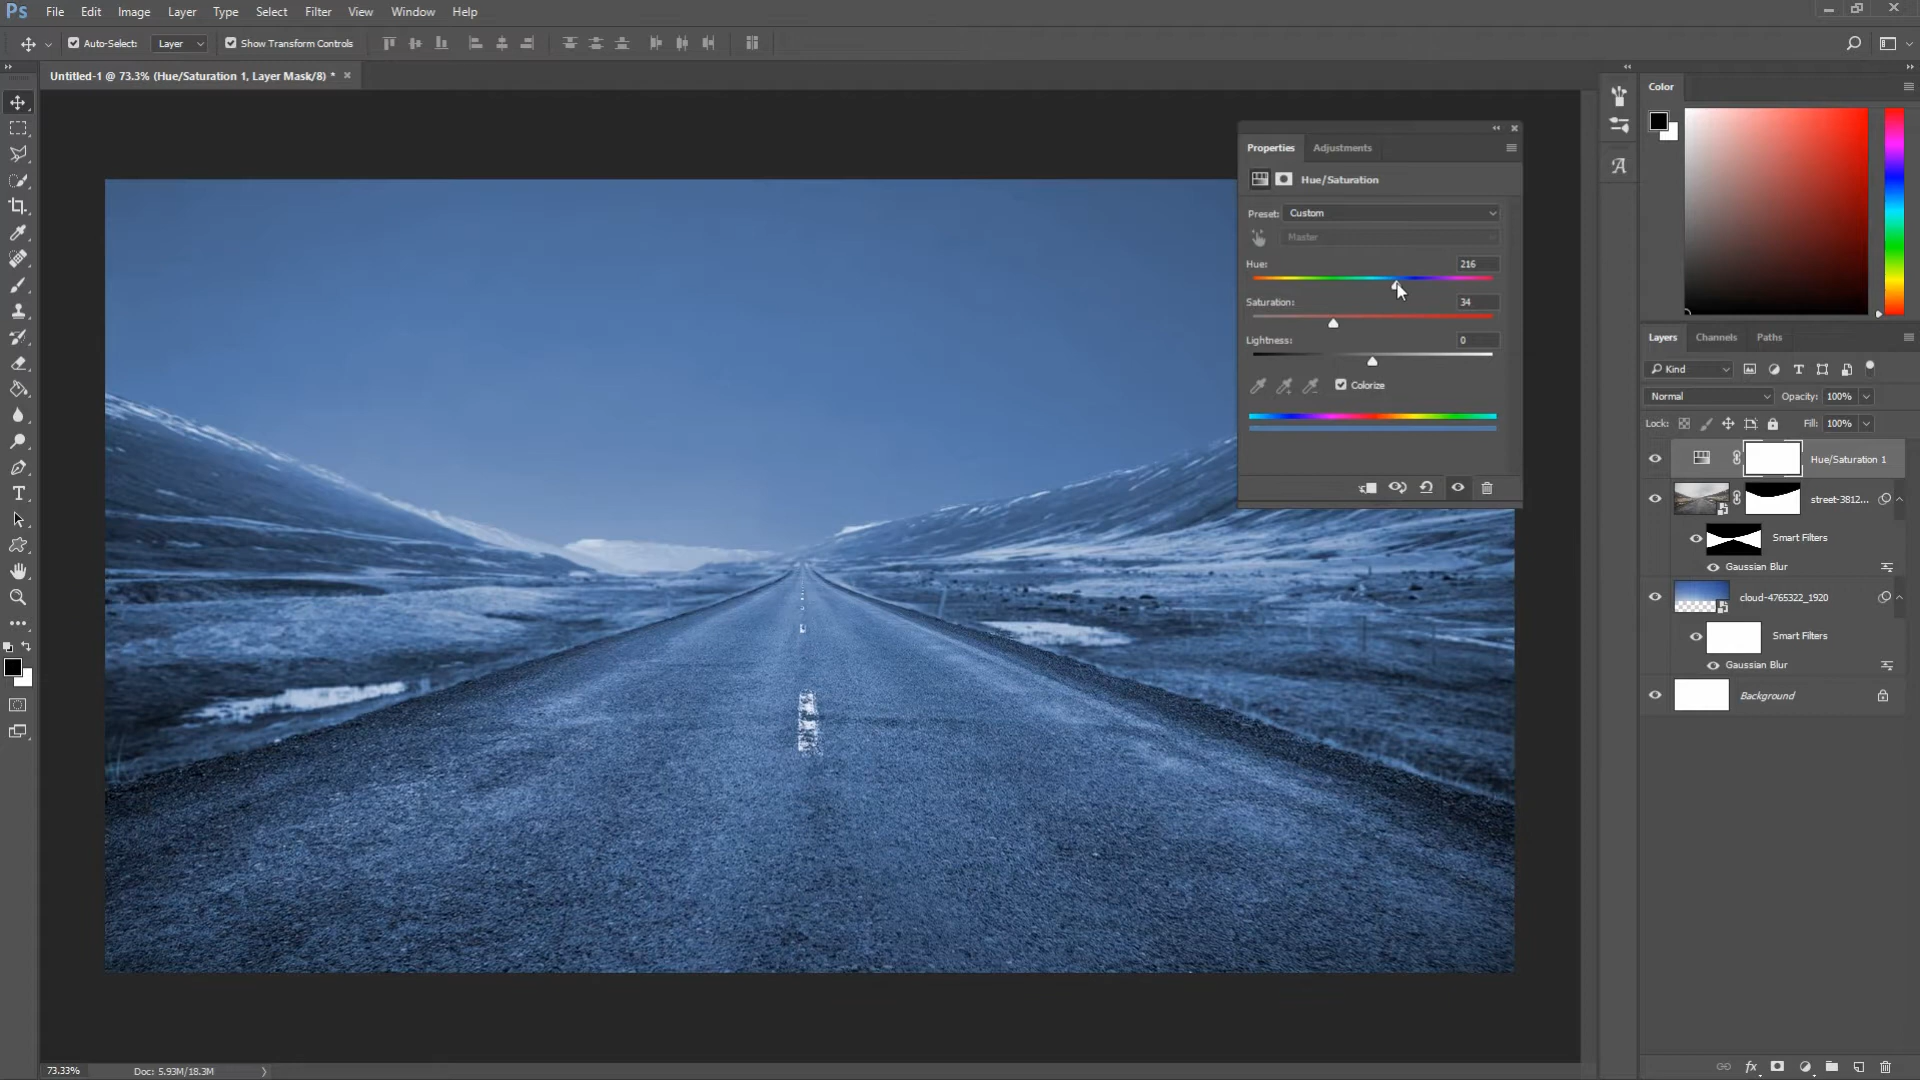 Ps File Edit Image Layer Type Select Filter View Window Help
Auto-Select: Layer Show Transform Controls
Untitled-1 @ 73.3% (Hue/Saturation 1, Layer Mask/8) *
Color
Properties Adjustments
Hue/Saturation
Preset: Custom
Master
Hue: 216
Saturation: 34
Lightness: 0
Colorize
Layers Channels Paths
Kind
Normal Opacity: 100%
Lock: Fill: 100%
Hue/Saturation 1
street-3812...
Smart Filters
Gaussian Blur
cloud-4765322_1920
Smart Filters
Gaussian Blur
Background
73.33% Doc: 5.93M/18.3M